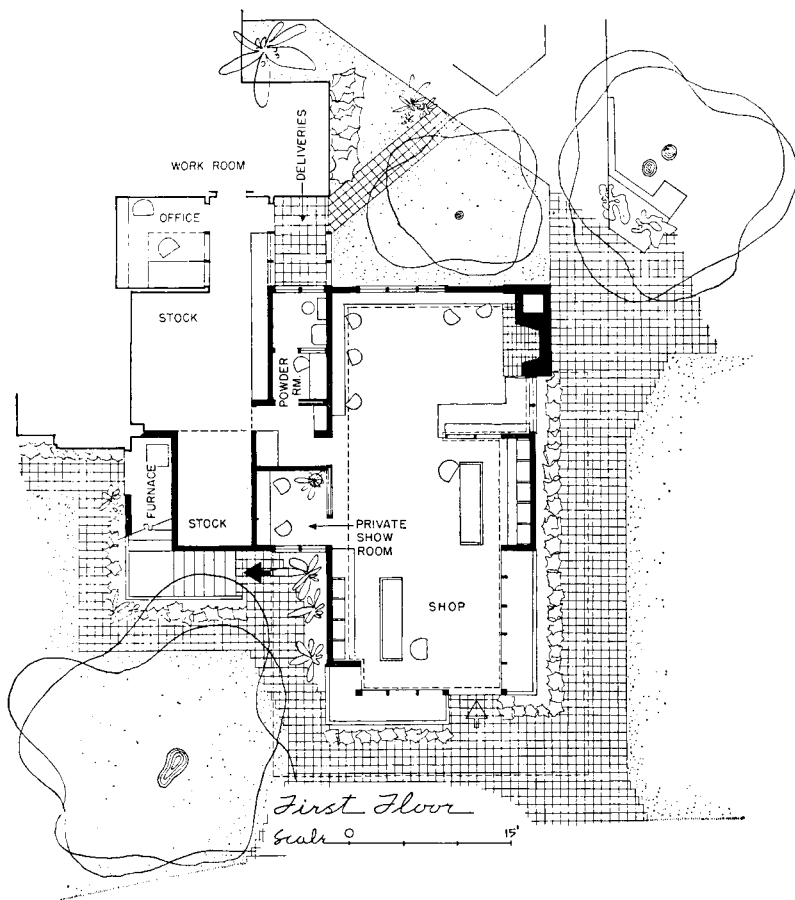 DELIVERIES
WORK ROOM
OFFICE
STOCK
POWDER
RM.
FURNACE
STOCK
PRIVATE
SHOW
ROOM
SHOP
First Floor
Scale 0 15'